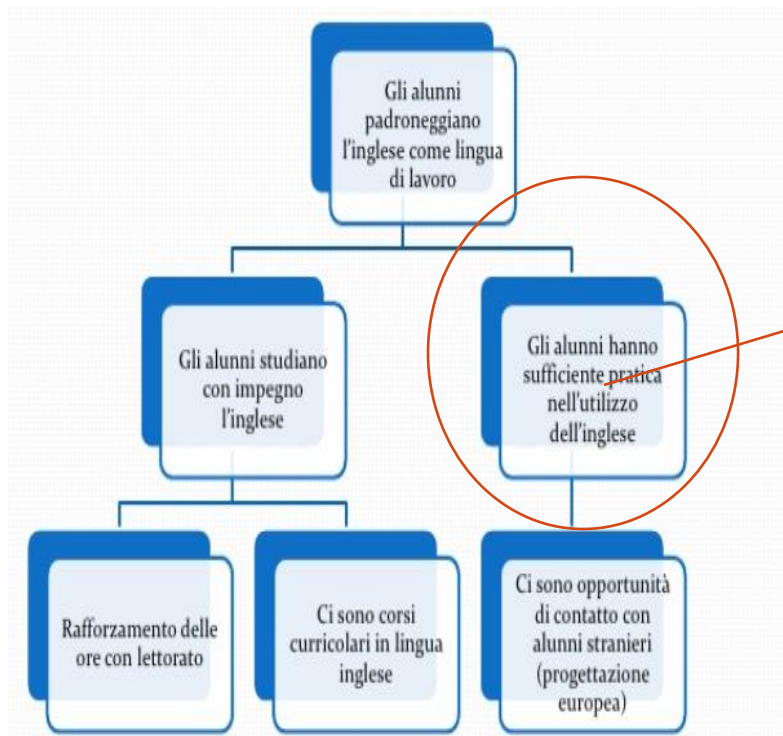 Gli alunni
padroneggiano
l'inglese come lingua
di lavoro
Gli alunni studiano
con impegno
l'inglese
Gli alunni hanno
sufficiente pratica
nell'utilizzo
dell'inglese
Rafforzamento delle
ore con lettorato
Ci sono corsi
curricolari in lingua
inglese
Ci sono opportunità
di contatto con
alunni stranieri
(progettazione
europea)